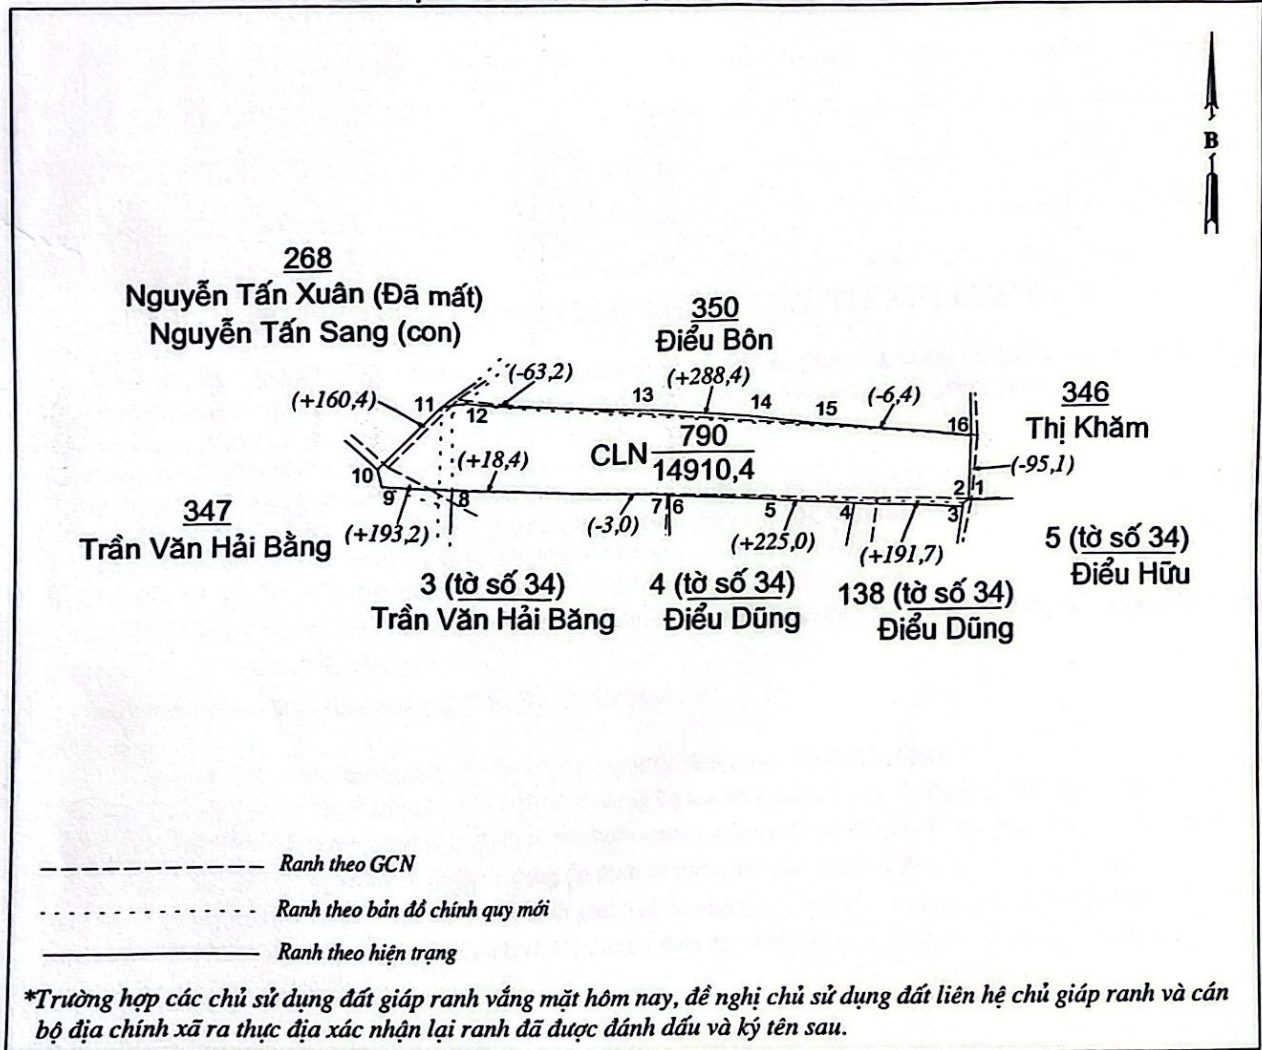 B
268
Nguyễn Tấn Xuân (Đã mất)
Nguyễn Tấn Sang (con)
350
Điểu Bôn
(-63,2)
(+288,4)
(+160,4)
11
12
13
14
15
(-6,4)
16
346
Thị Khăm
(-95,1)
CLN 790
14910,4
(+18,4)
10
9
8
(+193,2)
347
Trần Văn Hải Bằng
(-3,0)
7
6
5
4
3
2
1
(+225,0)
(+191,7)
5 (tờ số 34)
Điểu Hữu
3 (tờ số 34)
Trần Văn Hải Băng
4 (tờ số 34)
Điểu Dũng
138 (tờ số 34)
Điểu Dũng
Ranh theo GCN
Ranh theo bản đồ chính quy mới
Ranh theo hiện trạng
*Trường hợp các chủ sử dụng đất giáp ranh vắng mặt hôm nay, đề nghị chủ sử dụng đất liên hệ chủ giáp ranh và cán
bộ địa chính xã ra thực địa xác nhận lại ranh đã được đánh dấu và ký tên sau.